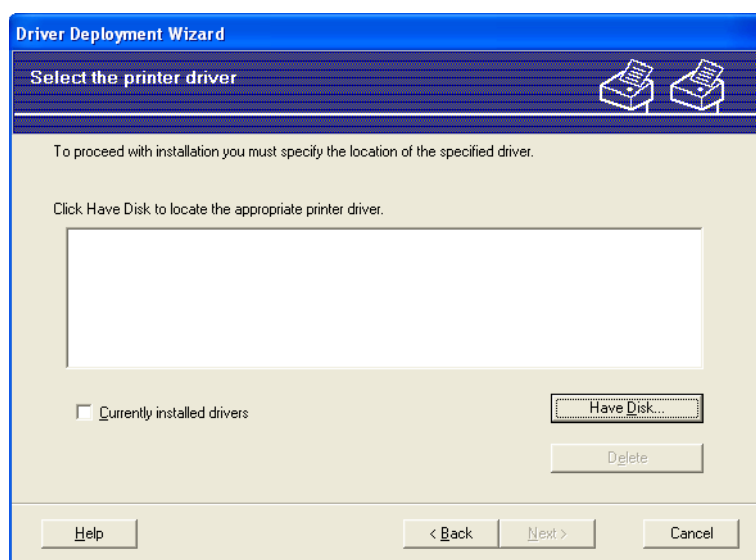 Driver Deployment Wizard
Select the printer driver
To proceed with installation you must specify the location of the specified driver.
Click Have Disk to locate the appropriate printer driver.
Currently installed drivers
Have Disk...
Delete
Help
< Back
Next >
Cancel